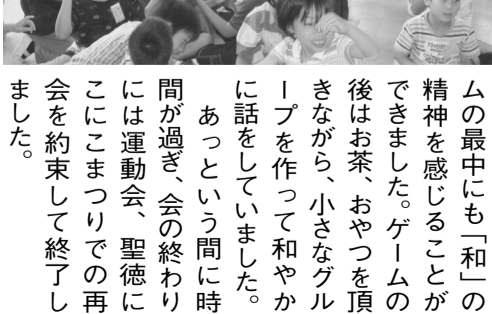 ムの最中にも「和」の
精神を感じることが
できました。ゲームの
後はお茶、おやつを頂
きながら、小さなグル
ープを作って和やか
に話をしていました。
あっという間に時
間が過ぎ、会の終わり
には運動会、聖徳に
こにこまつりでの再
会を約束して終了し
ました。